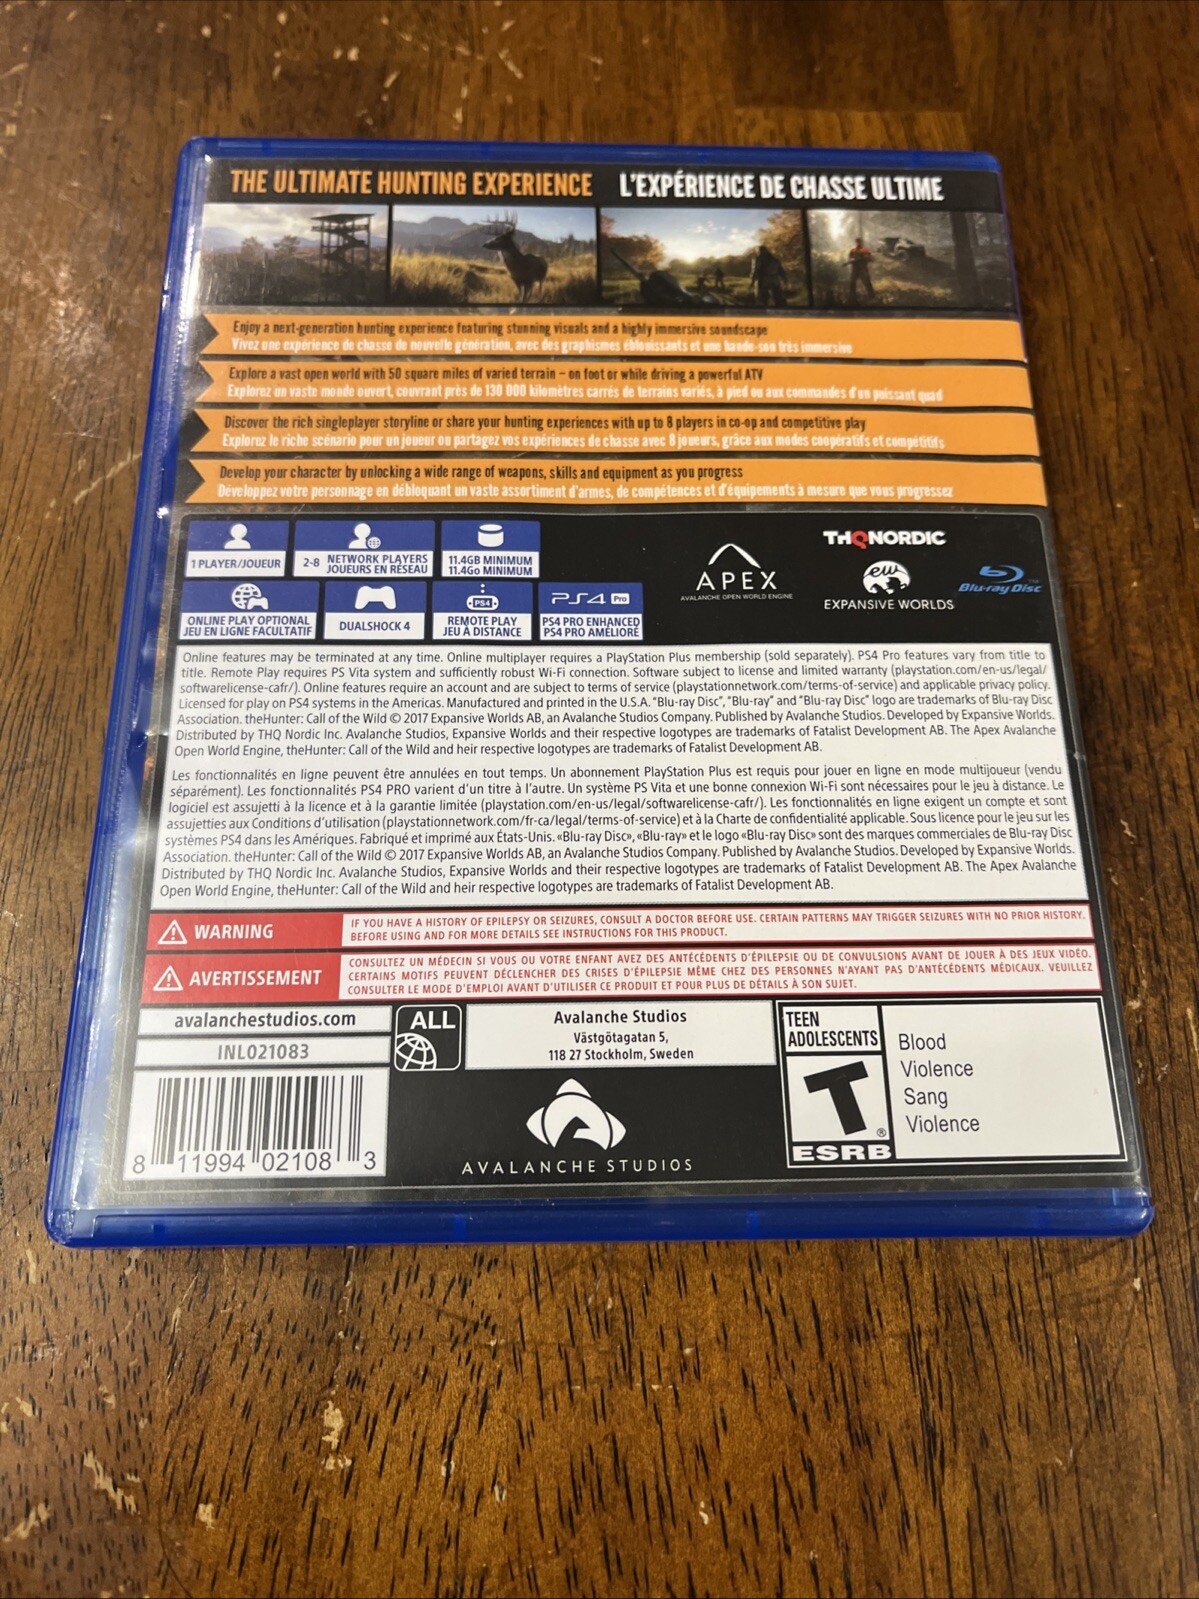 THE ULTIMATE HUNTING EXPERIENCE L'EXPÉRIENCE DE CHASSE ULTIME
Enjoy a next-generation hunting experience featuring stunning visuals and a highly immersive soundscape
Vivez une expérience de chasse de nouvelle génération, avec des graphismes éblouissants et une bande-son très immersive
Explore a vast open world with 50 square miles of varied terrain – on foot or while driving a powerful ATV
Explorez un vaste monde ouvert, couvrant près de 130 000 kilomètres carrés de terrains variés, à pied ou aux commandes d'un puissant quad
Discover the rich singleplayer storyline or share your hunting experiences with up to 8 players in co-op and competitive play
Explorez le riche scénario pour un joueur ou partagez vos expériences de chasse avec 8 joueurs, grâce aux modes coopératifs et compétitifs
Develop your character by unlocking a wide range of weapons, skills and equipment as you progress
Développez votre personnage en débloquant un vaste assortiment d'armes, de compétences et d'équipements à mesure que vous progressez
1 PLAYER/JOUEUR
2-8 NETWORK PLAYERS
JOUEURS EN RÉSEAU
11.4GB MINIMUM
11.4Go MINIMUM
ONLINE PLAY OPTIONAL
JEU EN LIGNE FACULTATIF
DUALSHOCK 4
PS4
REMOTE PLAY
JEU À DISTANCE
PS4 Pro
PS4 PRO ENHANCED
PS4 PRO AMÉLIORÉ
APEX
AVALANCHE OPEN WORLD ENGINE
THQ NORDIC
ew
EXPANSIVE WORLDS
Blu-ray Disc™
Online features may be terminated at any time. Online multiplayer requires a PlayStation Plus membership (sold separately). PS4 Pro features vary from title to
title. Remote Play requires PS Vita system and sufficiently robust Wi-Fi connection. Software subject to license and limited warranty (playstation.com/en-us/legal/
softwarelicense-cafr/). Online features require an account and are subject to terms of service (playstationnetwork.com/terms-of-service) and applicable privacy policy.
Licensed for play on PS4 systems in the Americas. Manufactured and printed in the U.S.A. "Blu-ray Disc", "Blu-ray" and "Blu-ray Disc" logo are trademarks of Blu-ray Disc
Association. theHunter: Call of the Wild © 2017 Expansive Worlds AB, an Avalanche Studios Company. Published by Avalanche Studios. Developed by Expansive Worlds.
Distributed by THQ Nordic Inc. Avalanche Studios, Expansive Worlds and their respective logotypes are trademarks of Fatalist Development AB. The Apex Avalanche
Open World Engine, theHunter: Call of the Wild and heir respective logotypes are trademarks of Fatalist Development AB.
Les fonctionnalités en ligne peuvent être annulées en tout temps. Un abonnement PlayStation Plus est requis pour jouer en ligne en mode multijoueur (vendu
séparément). Les fonctionnalités PS4 PRO varient d'un titre à l'autre. Un système PS Vita et une bonne connexion Wi-Fi sont nécessaires pour le jeu à distance. Le
logiciel est assujetti à la licence et à la garantie limitée (playstation.com/en-us/legal/softwarelicense-cafr/). Les fonctionnalités en ligne exigent un compte et sont
assujetties aux Conditions d'utilisation (playstationnetwork.com/fr-ca/legal/terms-of-service) et à la Charte de confidentialité applicable. Sous licence pour le jeu sur les
systèmes PS4 dans les Amériques. Fabriqué et imprimé aux États-Unis. «Blu-ray Disc», «Blu-ray» et le logo «Blu-ray Disc» sont des marques commerciales de Blu-ray Disc
Association. theHunter: Call of the Wild © 2017 Expansive Worlds AB, an Avalanche Studios Company. Published by Avalanche Studios. Developed by Expansive Worlds.
Distributed by THQ Nordic Inc. Avalanche Studios, Expansive Worlds and their respective logotypes are trademarks of Fatalist Development AB. The Apex Avalanche
Open World Engine, theHunter: Call of the Wild and heir respective logotypes are trademarks of Fatalist Development AB.
WARNING
IF YOU HAVE A HISTORY OF EPILEPSY OR SEIZURES, CONSULT A DOCTOR BEFORE USE. CERTAIN PATTERNS MAY TRIGGER SEIZURES WITH NO PRIOR HISTORY.
BEFORE USING AND FOR MORE DETAILS SEE INSTRUCTIONS FOR THIS PRODUCT.
AVERTISSEMENT
CONSULTEZ UN MÉDECIN SI VOUS OU VOTRE ENFANT AVEZ DES ANTÉCÉDENTS D'ÉPILEPSIE OU DE CONVULSIONS AVANT DE JOUER À DES JEUX VIDÉO.
CERTAINS MOTIFS PEUVENT DÉCLENCHER DES CRISES D'ÉPILEPSIE MÊME CHEZ DES PERSONNES N'AYANT PAS D'ANTÉCÉDENTS MÉDICAUX. VEUILLEZ
CONSULTER LE MODE D'EMPLOI AVANT D'UTILISER CE PRODUIT ET POUR PLUS DE DÉTAILS À SON SUJET.
avalanchestudios.com
INL021083
8 11994 02108 3
ALL
Avalanche Studios
Västgötagatan 5,
118 27 Stockholm, Sweden
AVALANCHE STUDIOS
TEEN
ADOLESCENTS
T®
ESRB
Blood
Violence
Sang
Violence